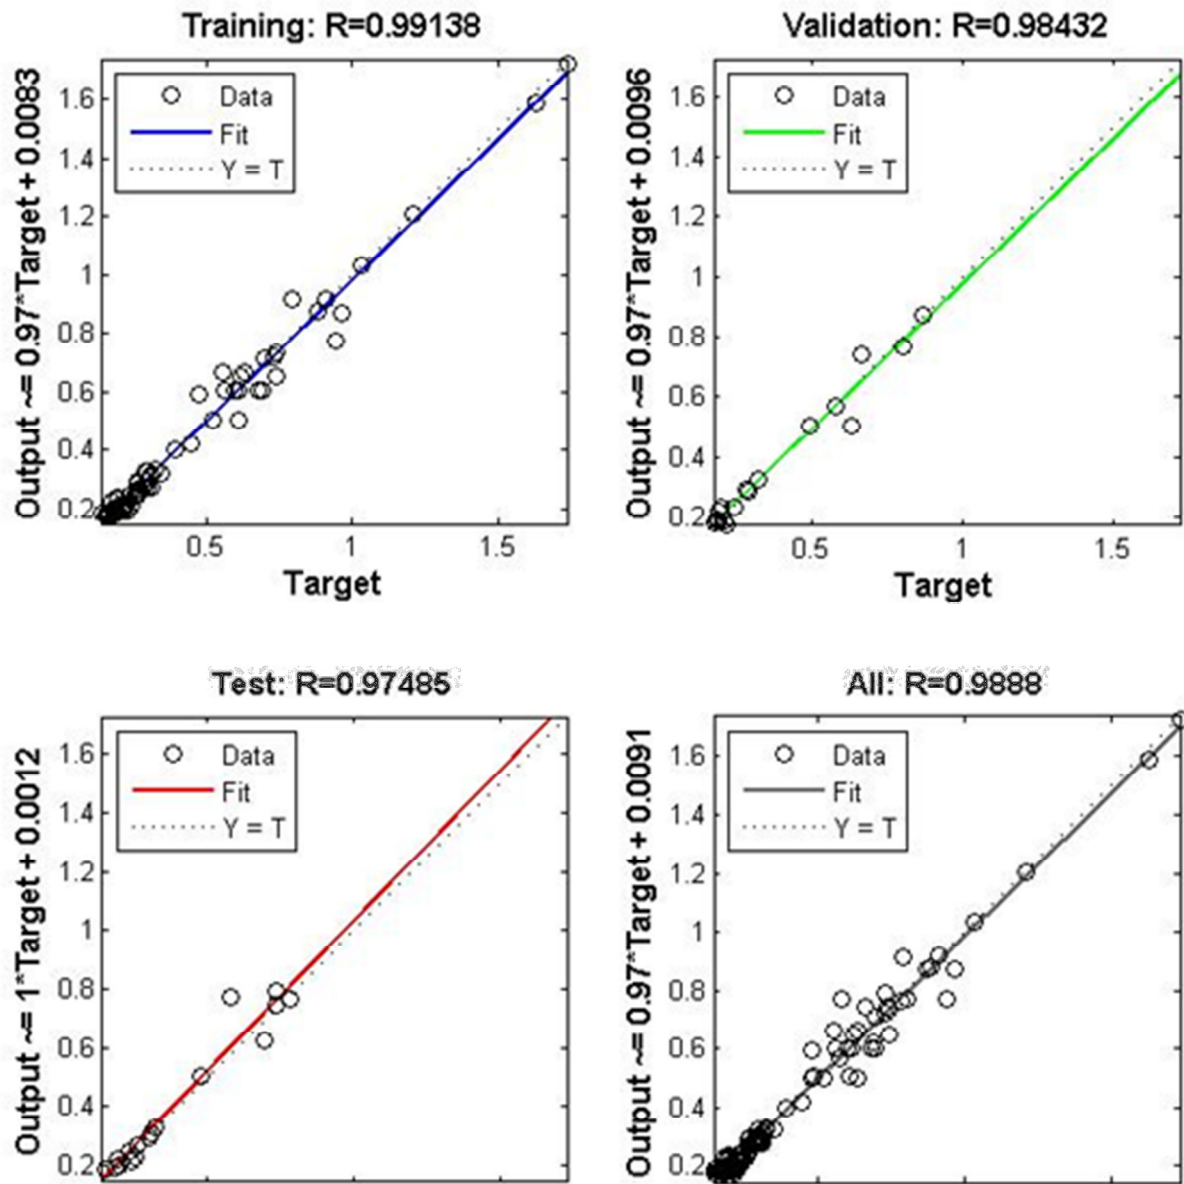 Training: R=0.99138
Output ~= 0.97*Target + 0.0083
Data
Fit
Y = T
1.6
1.4
1.2
1
0.8
0.6
0.4
0.2
0.5
1
1.5
Target
Validation: R=0.98432
Output ~= 0.97*Target + 0.0096
Data
Fit
Y = T
1.6
1.4
1.2
1
0.8
0.6
0.4
0.2
0.5
1
1.5
Target
Test: R=0.97485
Output ~= 1*Target + 0.0012
Data
Fit
Y = T
1.6
1.4
1.2
1
0.8
0.6
0.4
0.2
All: R=0.9888
Output ~= 0.97*Target + 0.0091
Data
Fit
Y = T
1.6
1.4
1.2
1
0.8
0.6
0.4
0.2